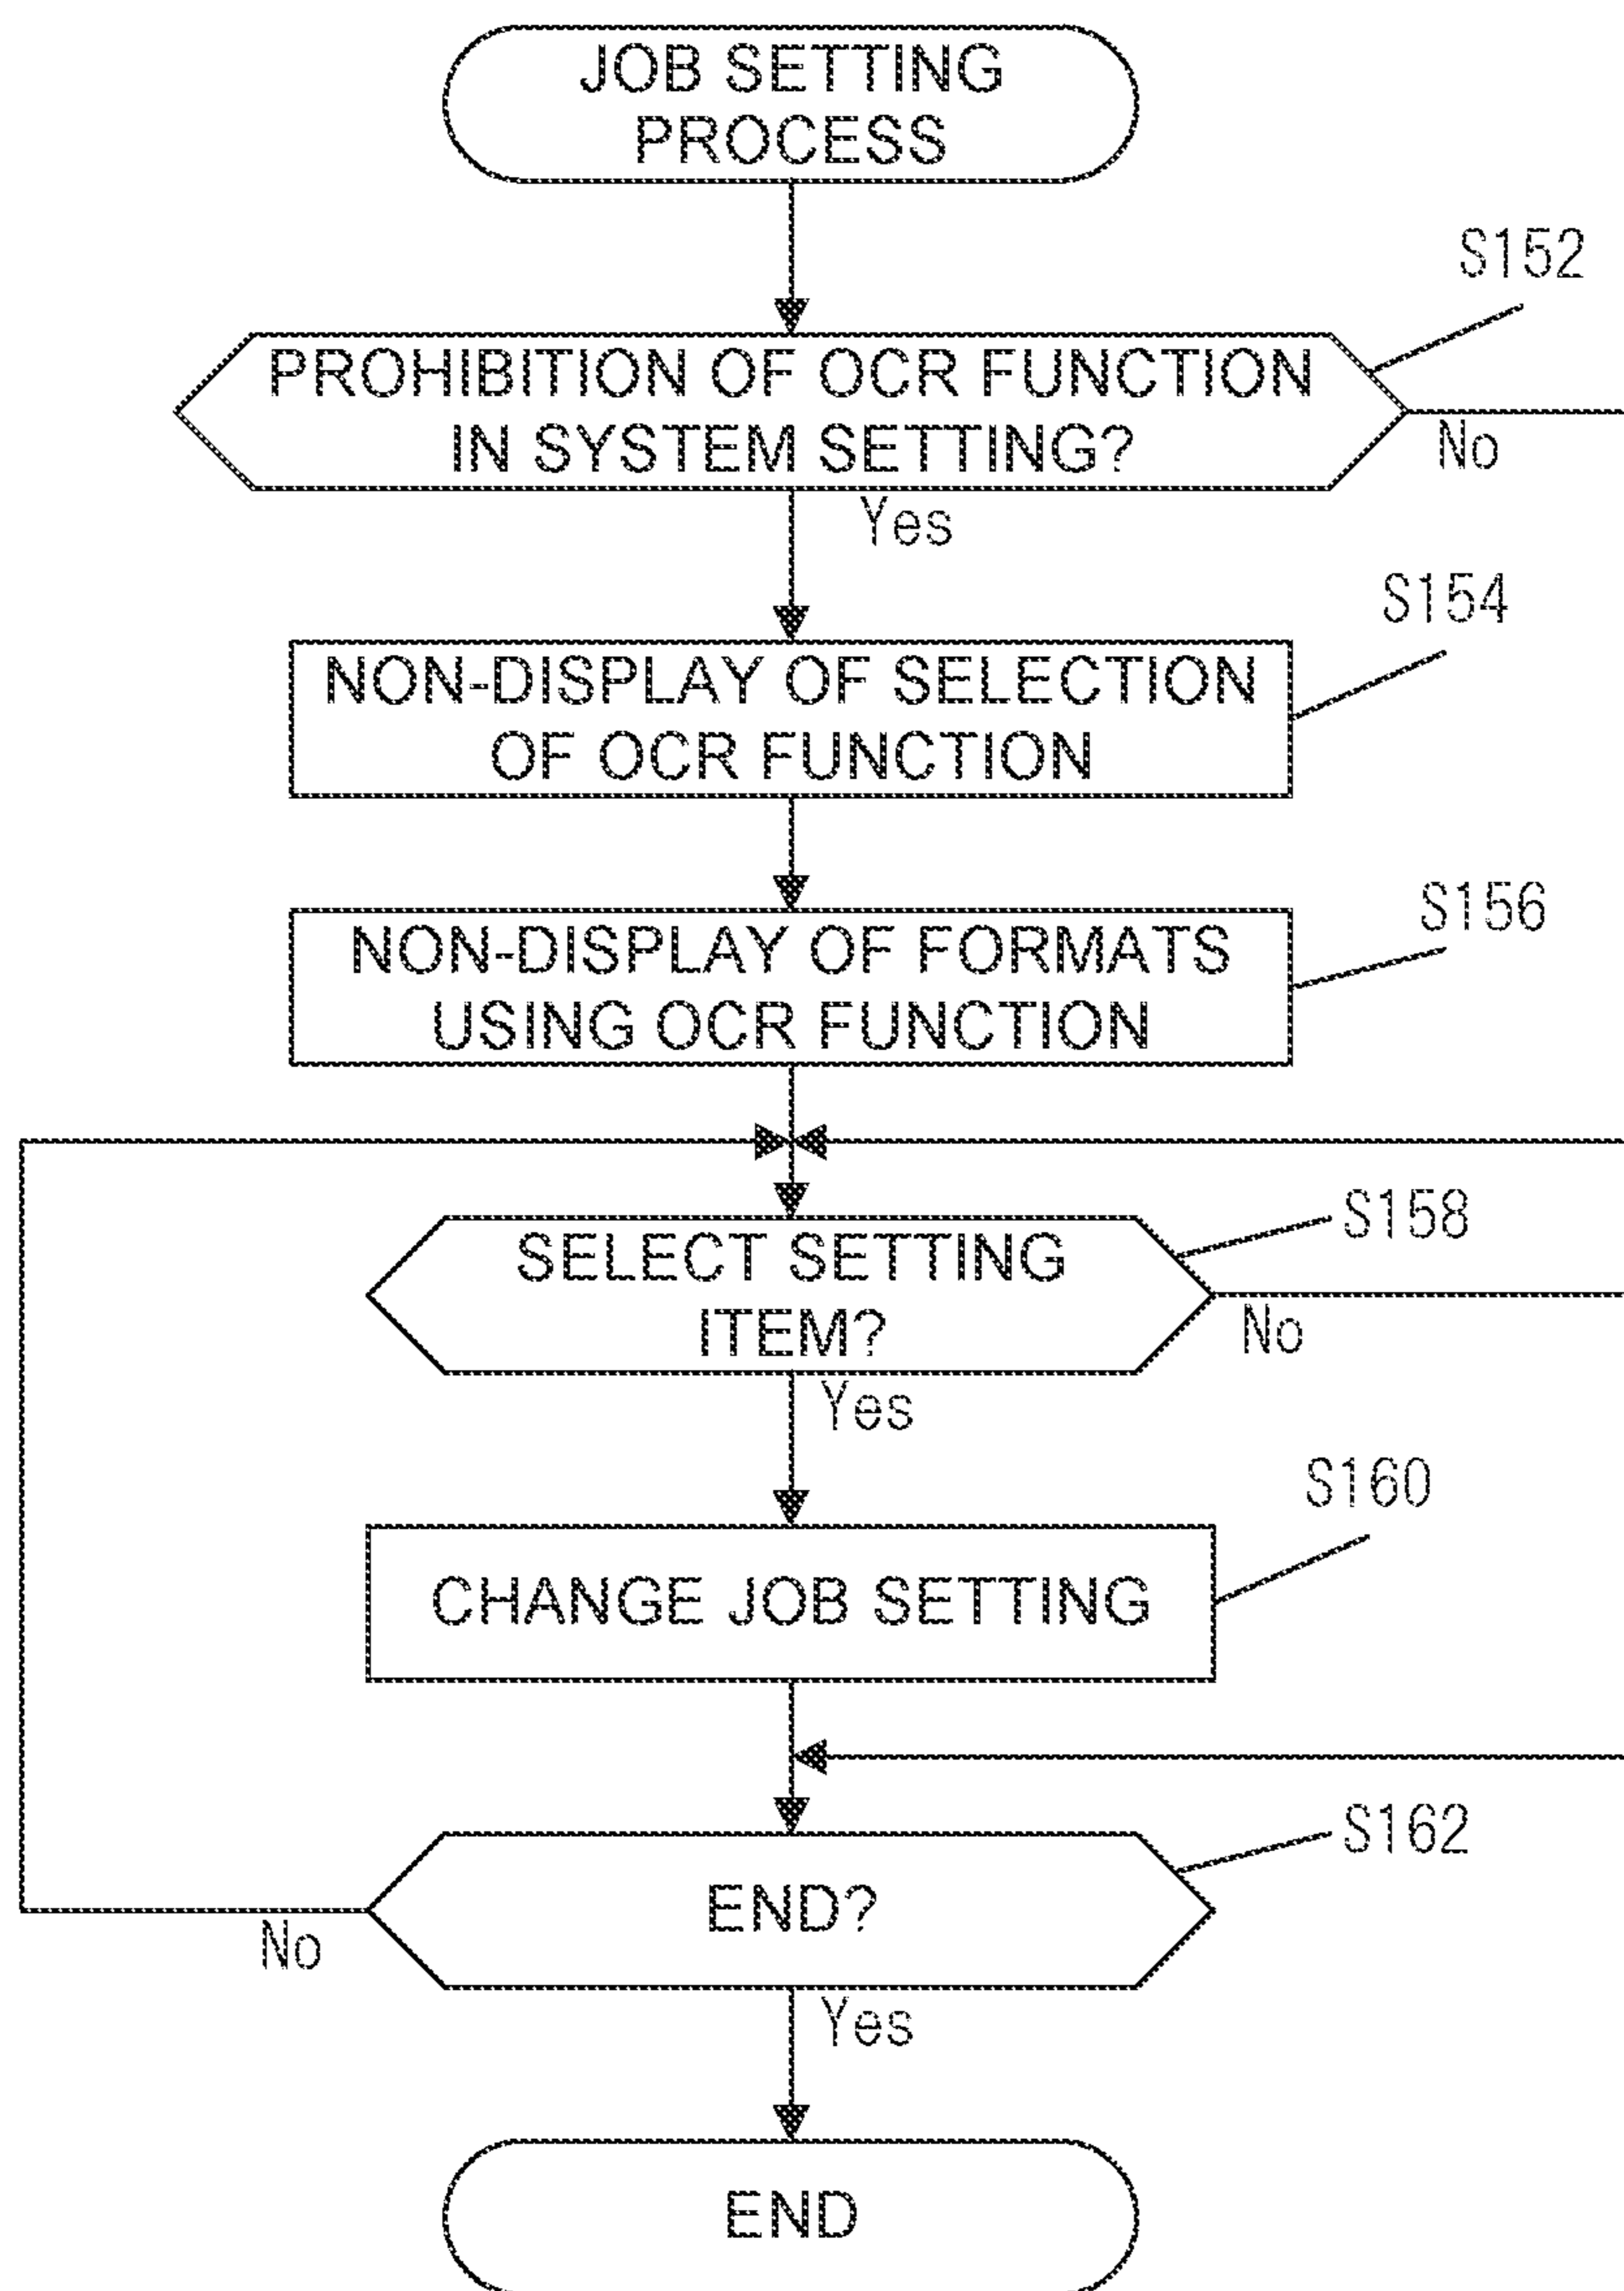 JOB SETTING
PROCESS
S152
PROHIBITION OF OCR FUNCTION
IN SYSTEM SETTING?
No
Yes
S154
NON-DISPLAY OF SELECTION
OF OCR FUNCTION
S156
NON-DISPLAY OF FORMATS
USING OCR FUNCTION
S158
SELECT SETTING
ITEM?
No
Yes
S160
CHANGE JOB SETTING
S162
END?
No
Yes
END